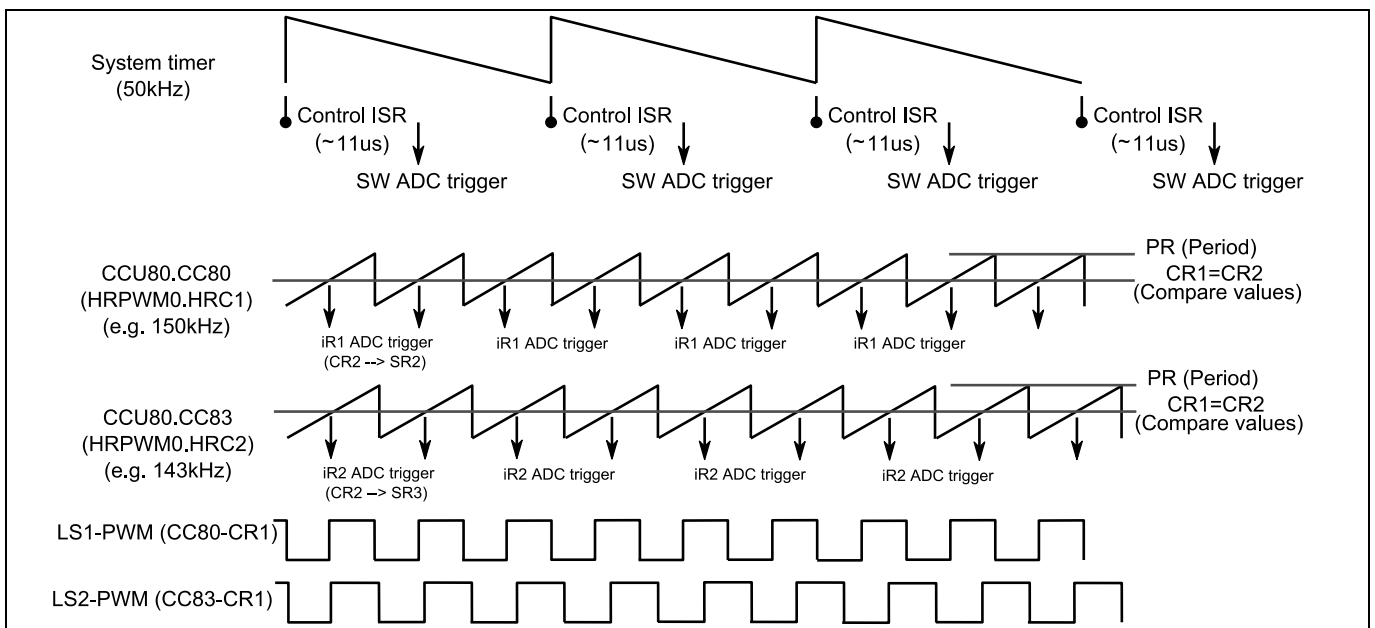 System timer
(50kHz)
Control ISR
(~11us)
SW ADC trigger
Control ISR
(~11us)
SW ADC trigger
Control ISR
(~11us)
SW ADC trigger
Control ISR
(~11us)
SW ADC trigger
CCU80.CC80
(HRPWM0.HRC1)
(e.g. 150kHz)
PR (Period)
CR1=CR2
(Compare values)
iR1 ADC trigger
(CR2 --> SR2)
iR1 ADC trigger
iR1 ADC trigger
iR1 ADC trigger
CCU80.CC83
(HRPWM0.HRC2)
(e.g. 143kHz)
PR (Period)
CR1=CR2
(Compare values)
iR2 ADC trigger
(CR2 --> SR3)
iR2 ADC trigger
iR2 ADC trigger
iR2 ADC trigger
LS1-PWM (CC80-CR1)
LS2-PWM (CC83-CR1)